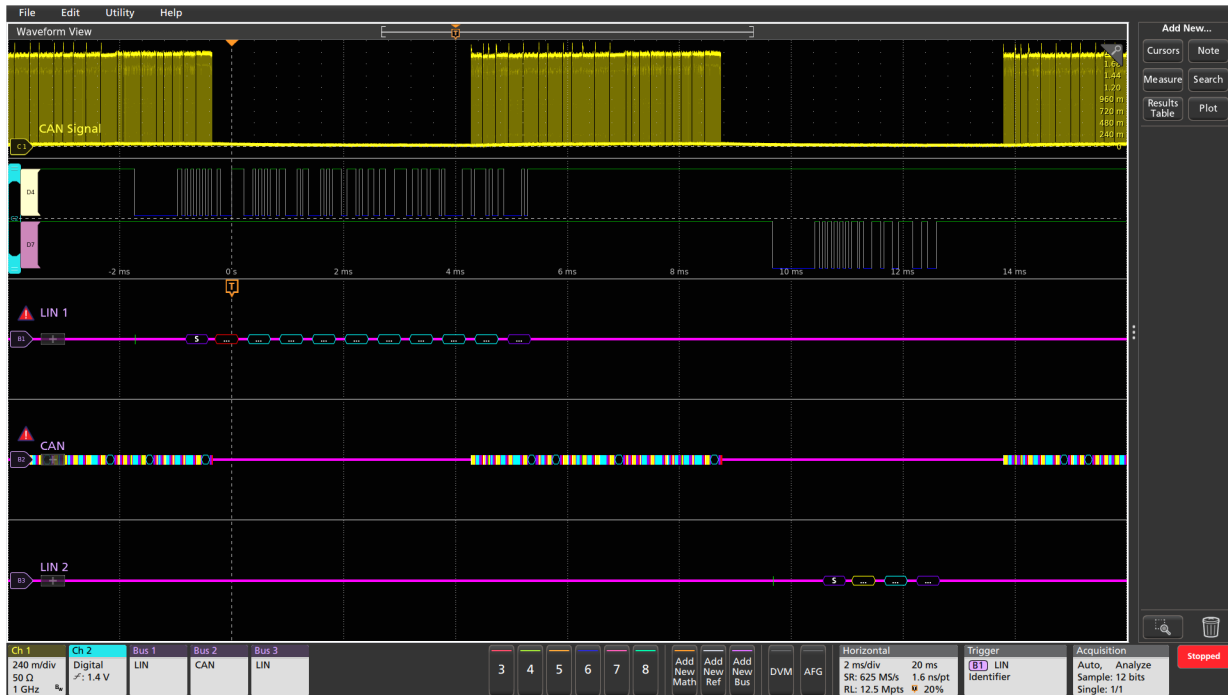 File Edit Utility Help
Waveform View
Add New...
Cursors Note
Measure Search
Results Table Plot
1.44
1.20
960 m
720 m
480 m
240 m
0
CAN Signal
C1
D4
D7
-2 ms 0 s 2 ms 4 ms 6 ms 8 ms 10 ms 12 ms 14 ms
T
LIN 1
B1 S ... ... ... ... ... ... ... ... ... ...
CAN
B2
LIN 2
B3 S ... ... ...
Ch 1
240 m/div
50 Ω
1 GHz Bw
Ch 2
Digital
: 1.4 V
Bus 1
LIN
Bus 2
CAN
Bus 3
LIN
3 4 5 6 7 8
Add New Math
Add New Ref
Add New Bus
DVM AFG
Horizontal
2 ms/div 20 ms
SR: 625 MS/s 1.6 ns/pt
RL: 12.5 Mpts 20%
Trigger
B1 LIN
Identifier
Acquisition
Auto, Analyze
Sample: 12 bits
Single: 1/1
Stopped